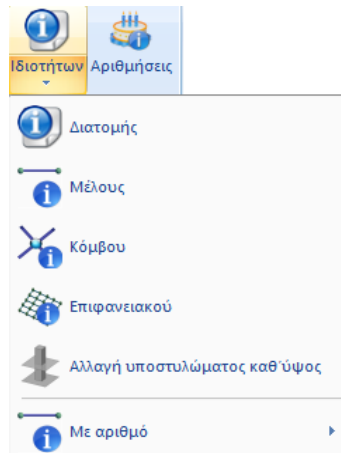 Ιδιοτήτων Αριθμήσεις
Διατομής
Μέλους
Κόμβου
Επιφανειακού
Αλλαγή υποστυλώματος καθ΄ύψος
Με αριθμό